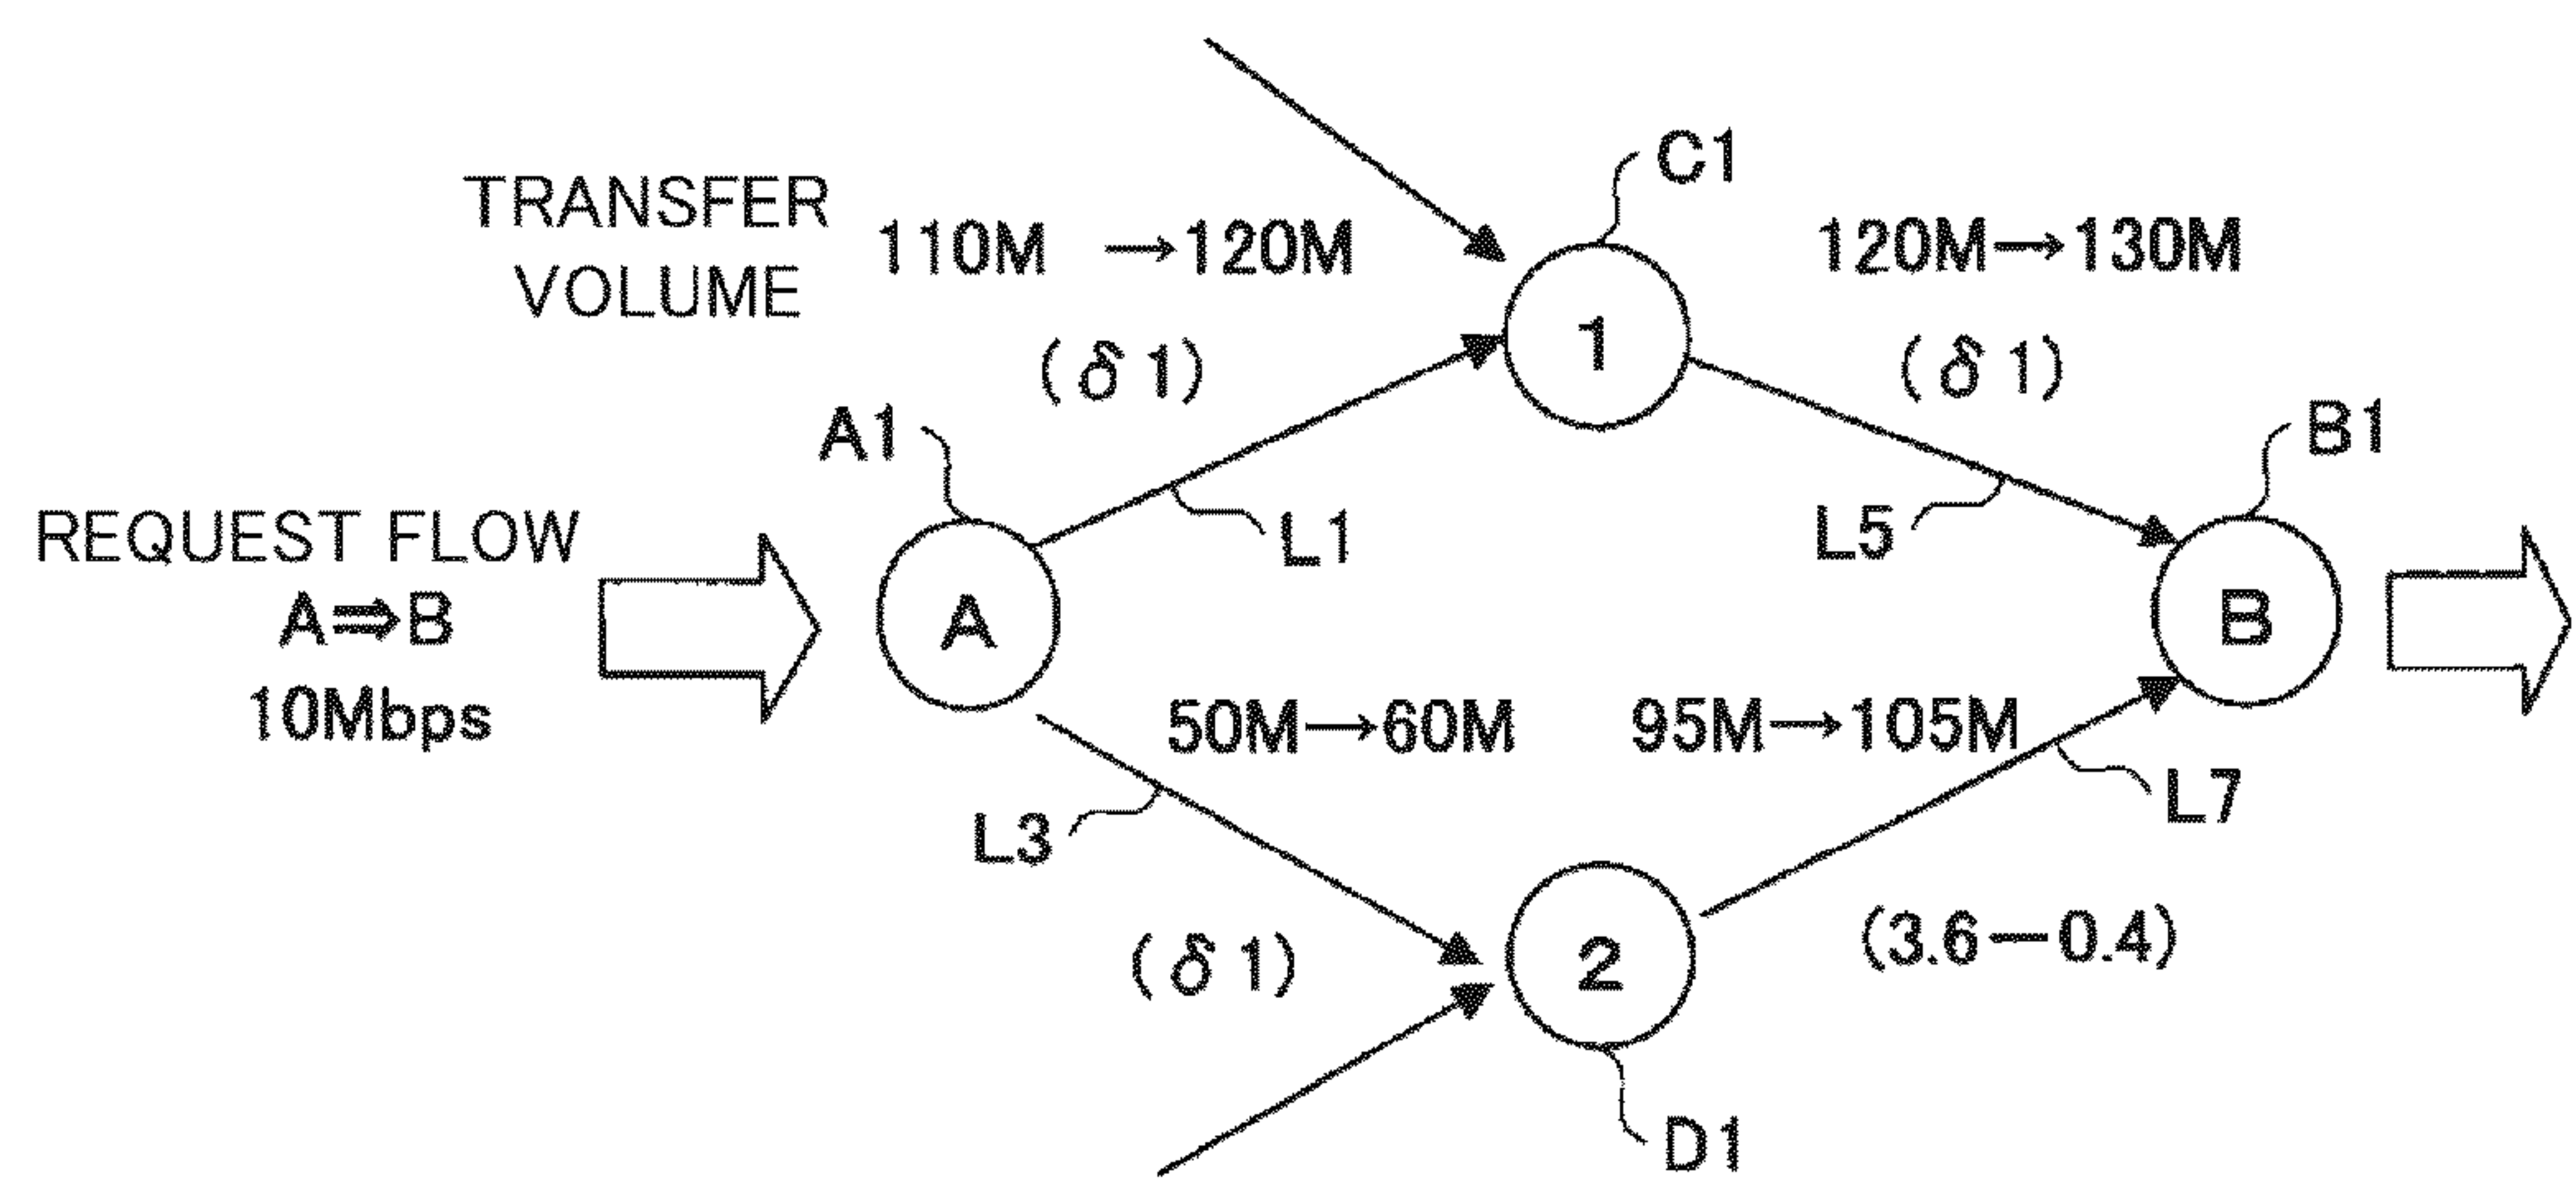 C1
TRANSFER
VOLUME
110M →120M
120M→130M
1
(δ1)
(δ1)
A1
B1
L1
L5
REQUEST FLOW
A⇒B
10Mbps
A
B
50M→60M
95M→105M
L3
L7
(δ1)
2
(3.6−0.4)
D1